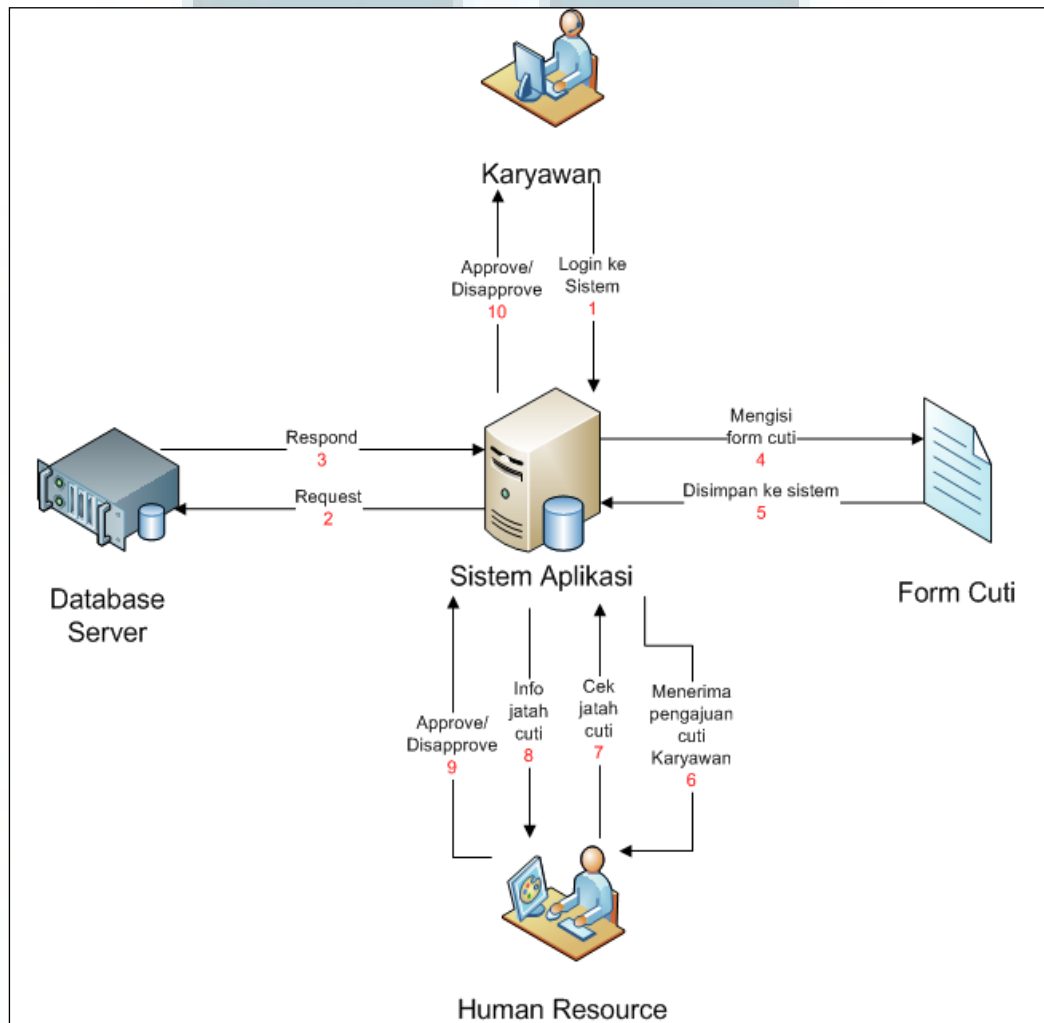 Karyawan
Approve/
Disapprove
10
Login ke
Sistem
1
Respond
3
Request
2
Mengisi
form cuti
4
Disimpan ke sistem
5
Database
Server
Sistem Aplikasi
Form Cuti
Approve/
Disapprove
9
Info
jatah
cuti
8
Cek
jatah
cuti
7
Menerima
pengajuan
cuti
Karyawan
6
Human Resource